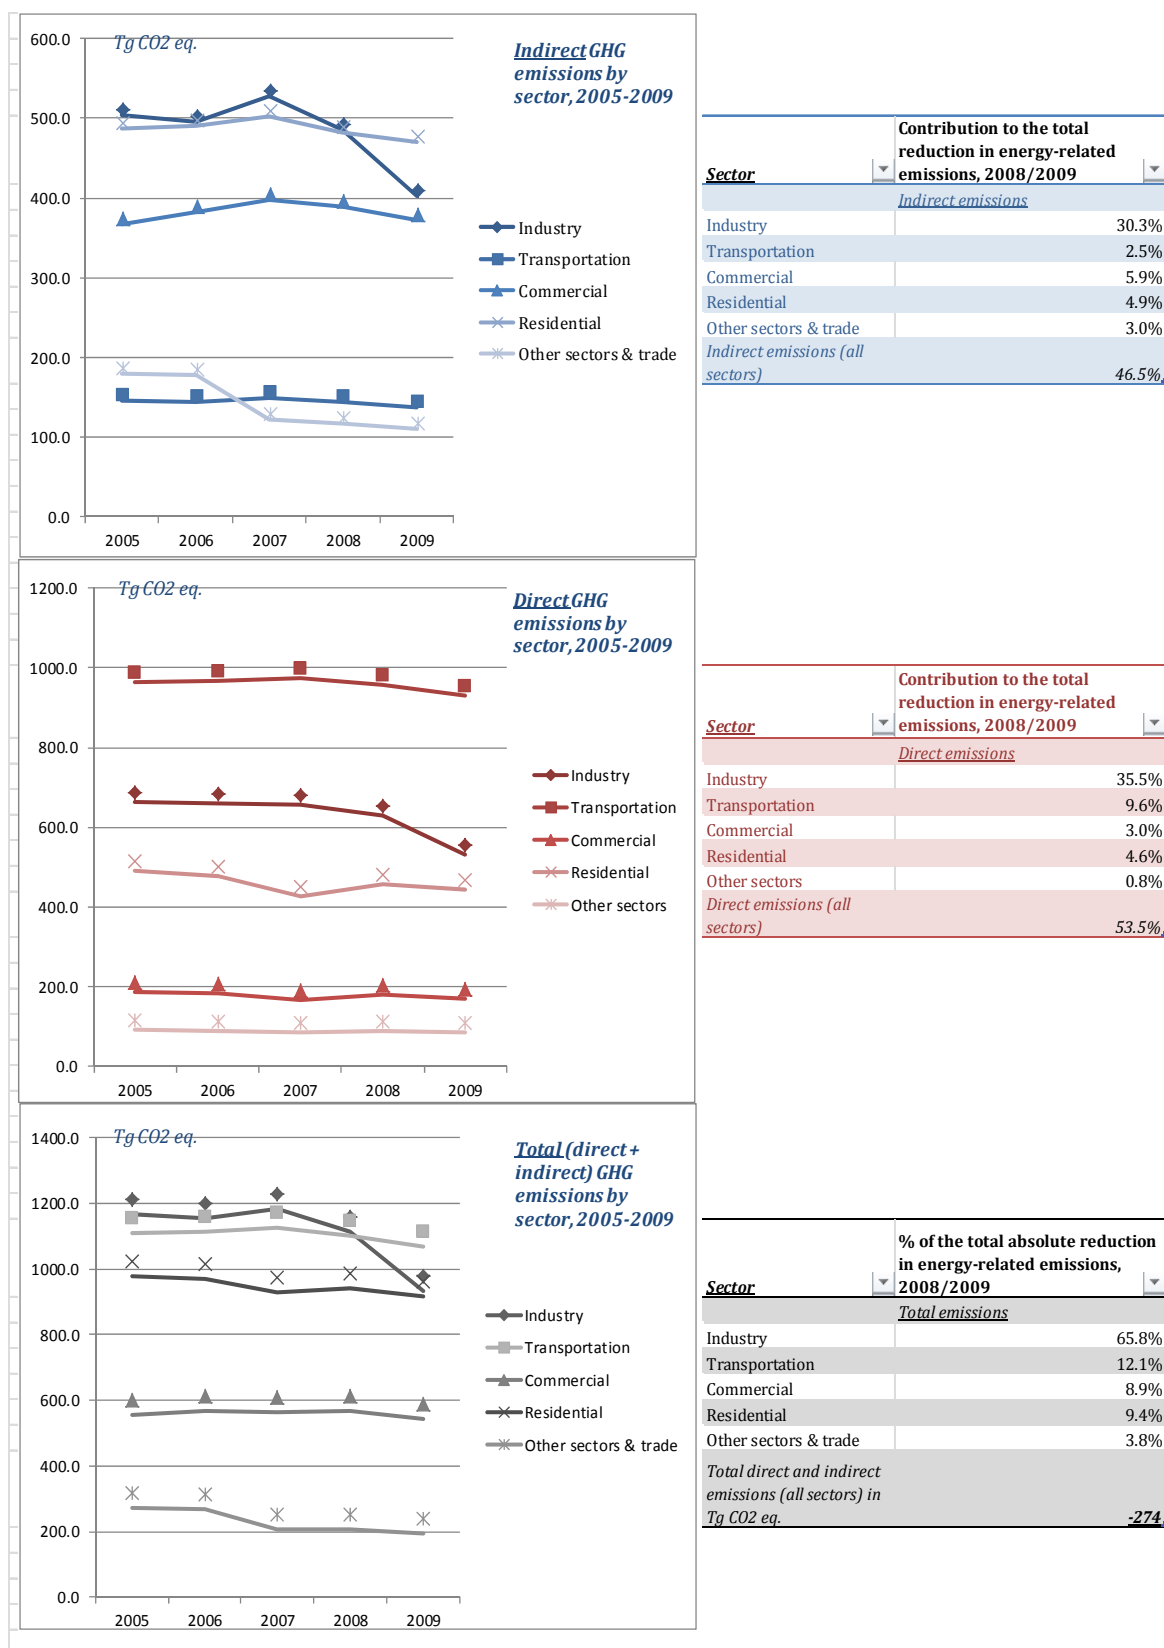 Tg CO2 eq.
Indirect GHG
emissions by
sector, 2005-2009
600.0
500.0
400.0
300.0
200.0
100.0
0.0
2005 2006 2007 2008 2009
Industry
Transportation
Commercial
Residential
Other sectors & trade
Sector
Contribution to the total
reduction in energy-related
emissions, 2008/2009
Indirect emissions
Industry 30.3%
Transportation 2.5%
Commercial 5.9%
Residential 4.9%
Other sectors & trade 3.0%
Indirect emissions (all
sectors) 46.5%
Tg CO2 eq.
Direct GHG
emissions by
sector, 2005-2009
1200.0
1000.0
800.0
600.0
400.0
200.0
0.0
2005 2006 2007 2008 2009
Industry
Transportation
Commercial
Residential
Other sectors
Sector
Contribution to the total
reduction in energy-related
emissions, 2008/2009
Direct emissions
Industry 35.5%
Transportation 9.6%
Commercial 3.0%
Residential 4.6%
Other sectors 0.8%
Direct emissions (all
sectors) 53.5%
Tg CO2 eq.
Total (direct +
indirect) GHG
emissions by
sector, 2005-2009
1400.0
1200.0
1000.0
800.0
600.0
400.0
200.0
0.0
2005 2006 2007 2008 2009
Industry
Transportation
Commercial
Residential
Other sectors & trade
Sector
% of the total absolute reduction
in energy-related emissions,
2008/2009
Total emissions
Industry 65.8%
Transportation 12.1%
Commercial 8.9%
Residential 9.4%
Other sectors & trade 3.8%
Total direct and indirect
emissions (all sectors) in
Tg CO2 eq. -274